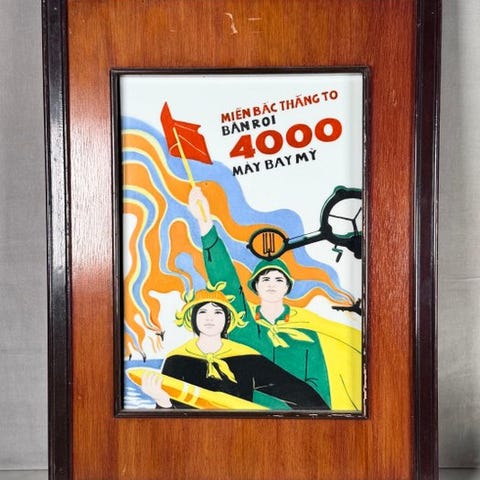 MIỀN BẮC THẮNG TO
BẮN RƠI
4000
MÁY BAY MỸ